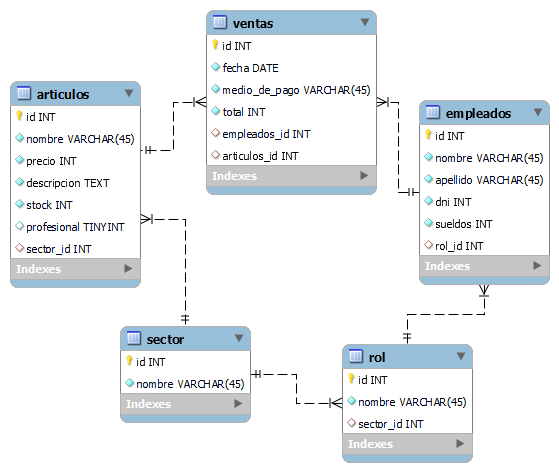 ventas
id INT
fecha DATE
medio_de_pago VARCHAR(45)
total INT
empleados_id INT
articulos_id INT
Indexes
articulos
id INT
nombre VARCHAR(45)
precio INT
descripcion TEXT
stock INT
profesional TINYINT
sector_id INT
Indexes
empleados
id INT
nombre VARCHAR(45)
apellido VARCHAR(45)
dni INT
sueldos INT
rol_id INT
Indexes
sector
id INT
nombre VARCHAR(45)
Indexes
rol
id INT
nombre VARCHAR(45)
sector_id INT
Indexes